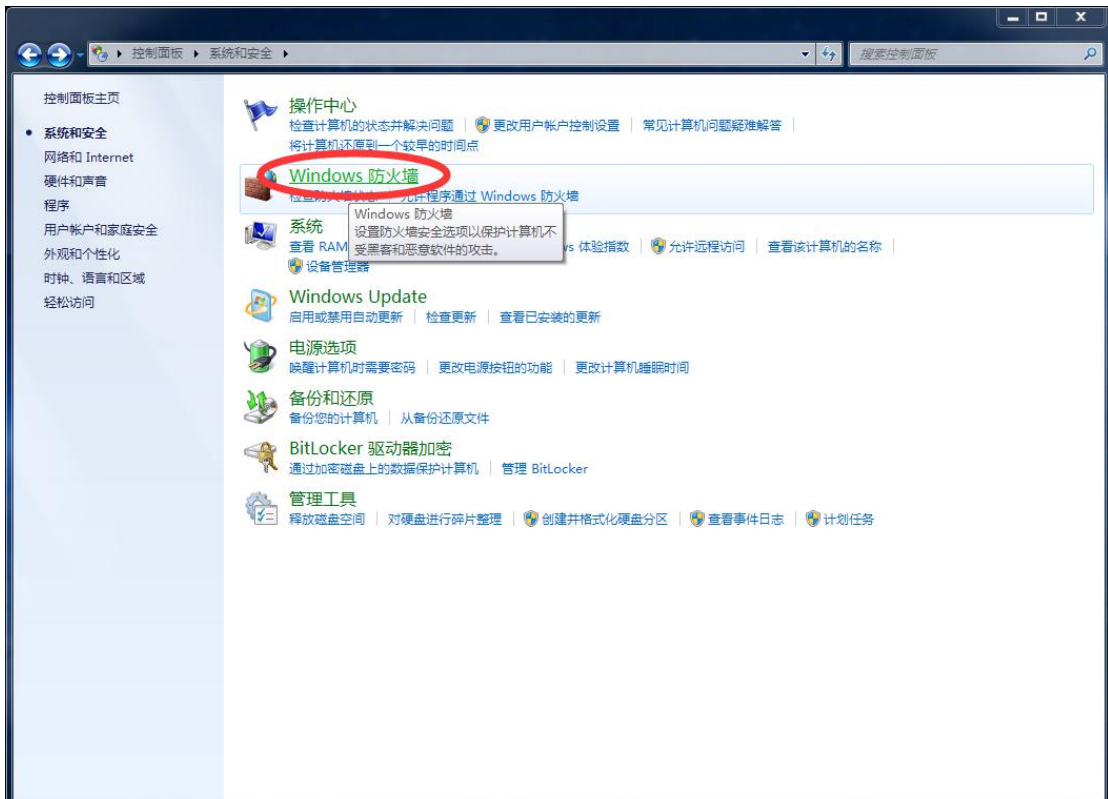 控制面板 系统和安全
搜索控制面板
控制面板主页
系统和安全
网络和 Internet
硬件和声音
程序
用户帐户和家庭安全
外观和个性化
时钟、语言和区域
轻松访问
操作中心
检查计算机的状态并解决问题 更改用户帐户控制设置 常见计算机问题疑难解答
将计算机还原到一个较早的时间点
Windows 防火墙
检查防火墙状态 允许程序通过 Windows 防火墙
Windows 防火墙
设置防火墙安全选项以保护计算机不
受黑客和恶意软件的攻击。
系统
查看 RAM 体验指数 允许远程访问 查看该计算机的名称
设备管理器
Windows Update
启用或禁用自动更新 检查更新 查看已安装的更新
电源选项
唤醒计算机时需要密码 更改电源按钮的功能 更改计算机睡眠时间
备份和还原
备份您的计算机 从备份还原文件
BitLocker 驱动器加密
通过加密磁盘上的数据保护计算机 管理 BitLocker
管理工具
释放磁盘空间 对硬盘进行碎片整理 创建并格式化硬盘分区 查看事件日志 计划任务